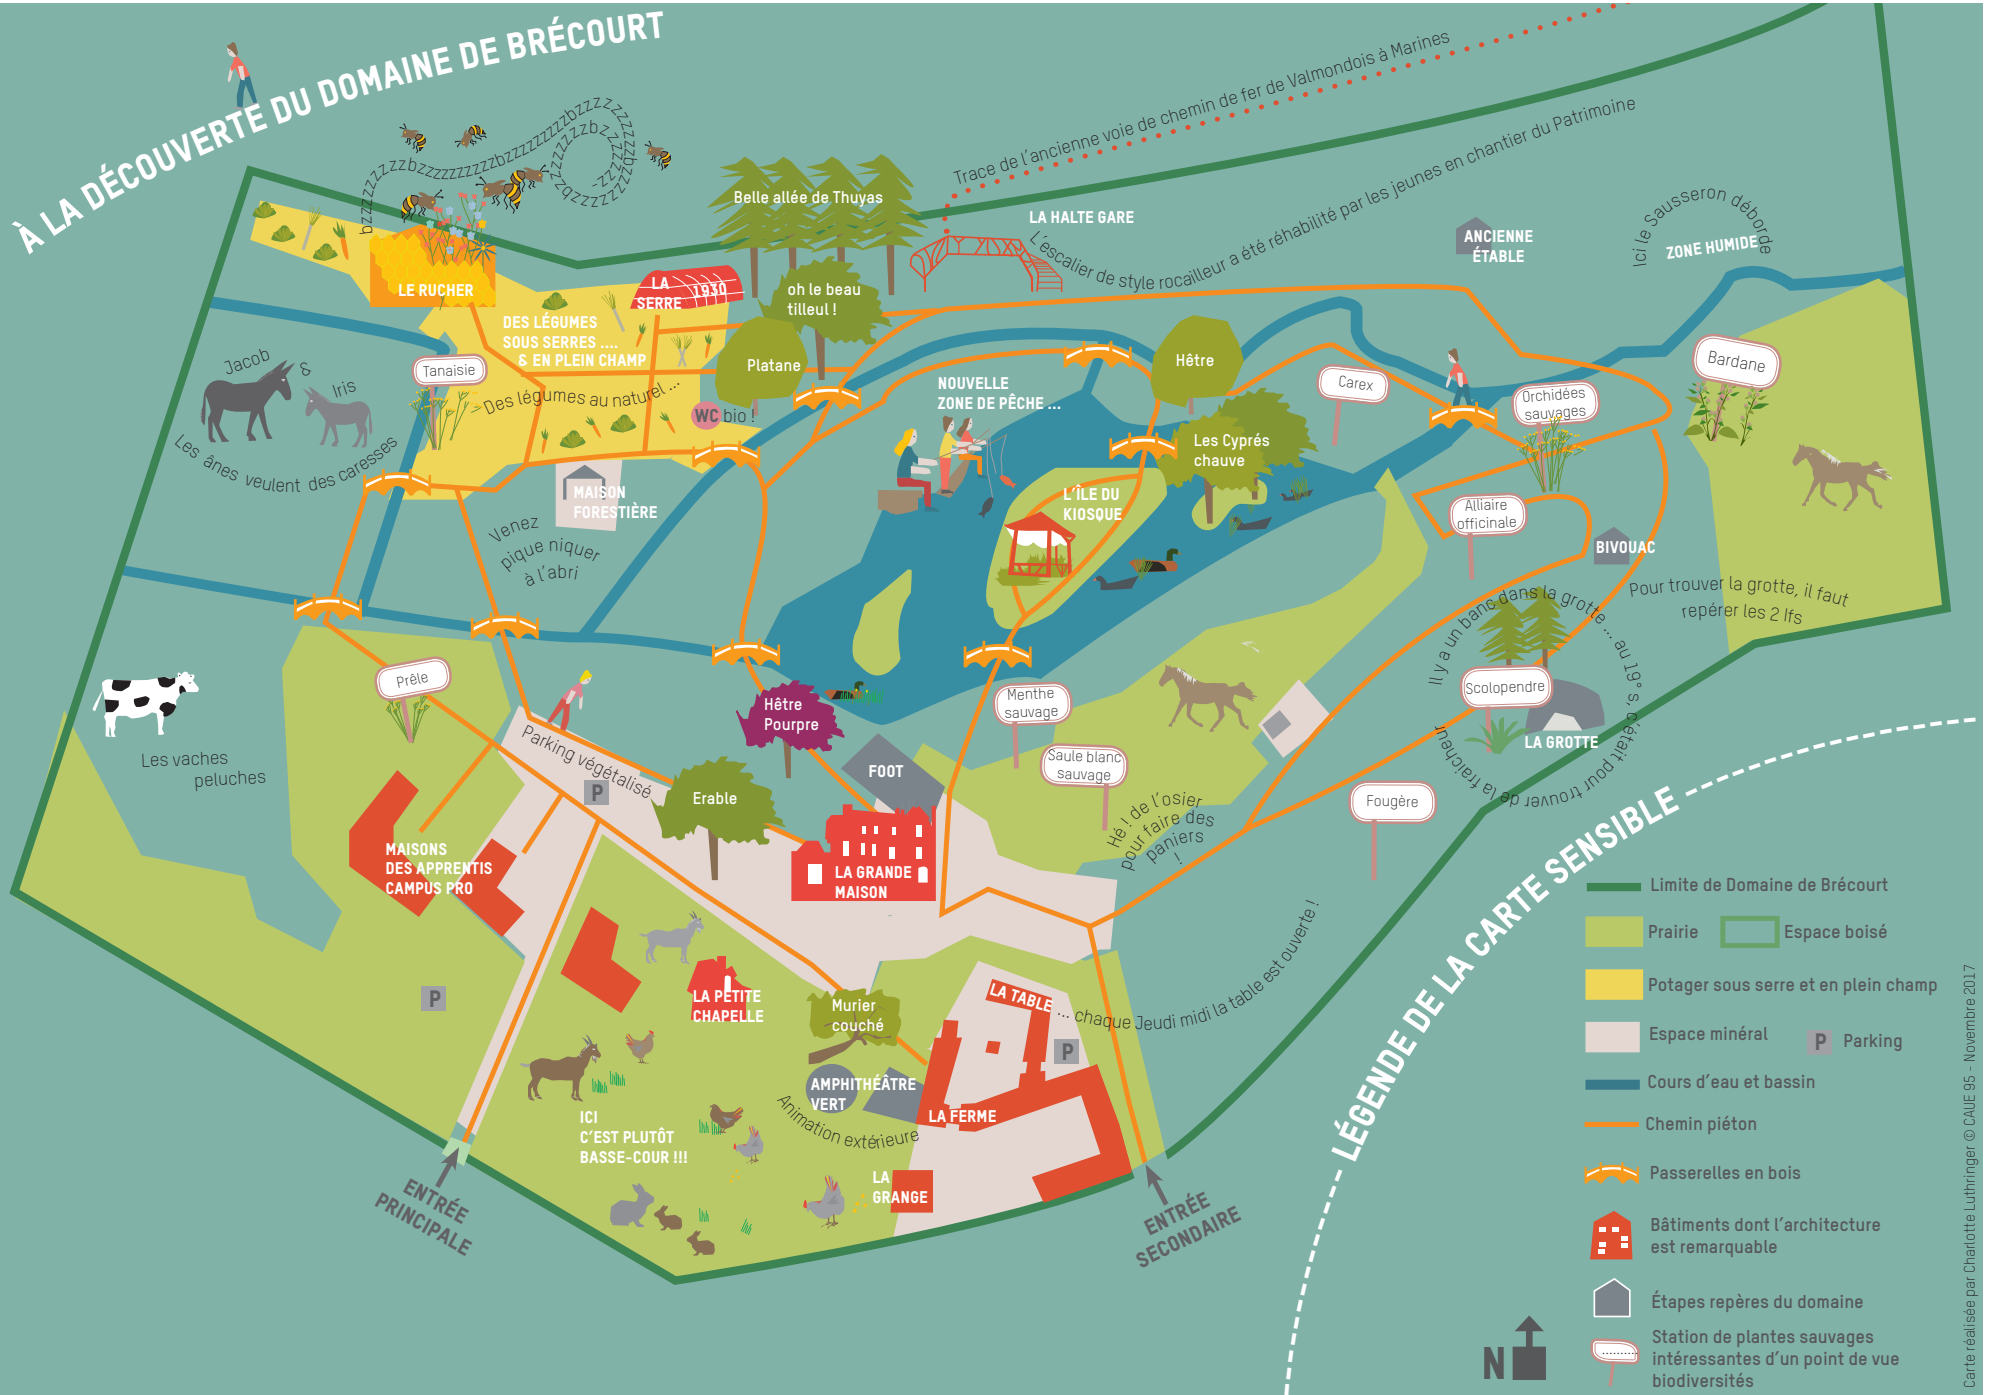 À LA DÉCOUVERTE DU DOMAINE DE BRÉCOURT
bzzzzzzzzzbzzzzzzzzzzbzzzzzzzzbzzzzzzzzbzzzzzzbzzzzzzzzbzzzzz-
Trace de l'ancienne voie de chemin de fer de Valmondois à Marines
Belle allée de Thuyas
LA HALTE GARE
L'escalier de style rocailleur a été réhabilité par les jeunes en chantier du Patrimoine
ANCIENNE
ÉTABLE
Ici le Sausseron déborde
ZONE HUMIDE
LE RUCHER
LA
SERRE
1930
oh le beau
tilleul !
DES LÉGUMES
SOUS SERRES ....
& EN PLEIN CHAMP
Platane
Hêtre
Jacob
&
Iris
Tanaisie
Des légumes au naturel ...
WC bio !
NOUVELLE
ZONE DE PÊCHE ...
Carex
Orchidées
sauvages
Bardane
Les ânes veulent des caresses
Les Cyprés
chauve
MAISON
FORESTIÈRE
L'ÎLE DU
KIOSQUE
Alliaire
officinale
Venez
pique niquer
à l'abri
BIVOUAC
Pour trouver la grotte, il faut
repérer les 2 Ifs
Il y a un banc dans la grotte ... au 19° s, c'était pour trouver de la fraicheur
Prêle
Scolopendre
LA GROTTE
Menthe
sauvage
Hêtre
Pourpre
Les vaches
peluches
Parking végétalisé
P
FOOT
Saule blanc
sauvage
Erable
Fougère
Hé ! de l'osier
pour faire des
paniers
!
MAISONS
DES APPRENTIS
CAMPUS PRO
LA GRANDE
MAISON
P
LA PETITE
CHAPELLE
Murier
couché
LA TABLE
... chaque Jeudi midi la table est ouverte !
P
AMPHITHÉÂTRE
VERT
LA FERME
Animation extérieure
ICI
C'EST PLUTÔT
BASSE-COUR !!!
LA
GRANGE
ENTRÉE
PRINCIPALE
ENTRÉE
SECONDAIRE
LÉGENDE DE LA CARTE SENSIBLE
Limite de Domaine de Brécourt
Prairie
Espace boisé
Potager sous serre et en plein champ
Espace minéral
P Parking
Cours d'eau et bassin
Chemin piéton
Passerelles en bois
Bâtiments dont l'architecture
est remarquable
Étapes repères du domaine
Station de plantes sauvages
intéressantes d'un point de vue
biodiversités
N
Carte réalisée par Charlotte Luthringer © CAUE 95 - Novembre 2017